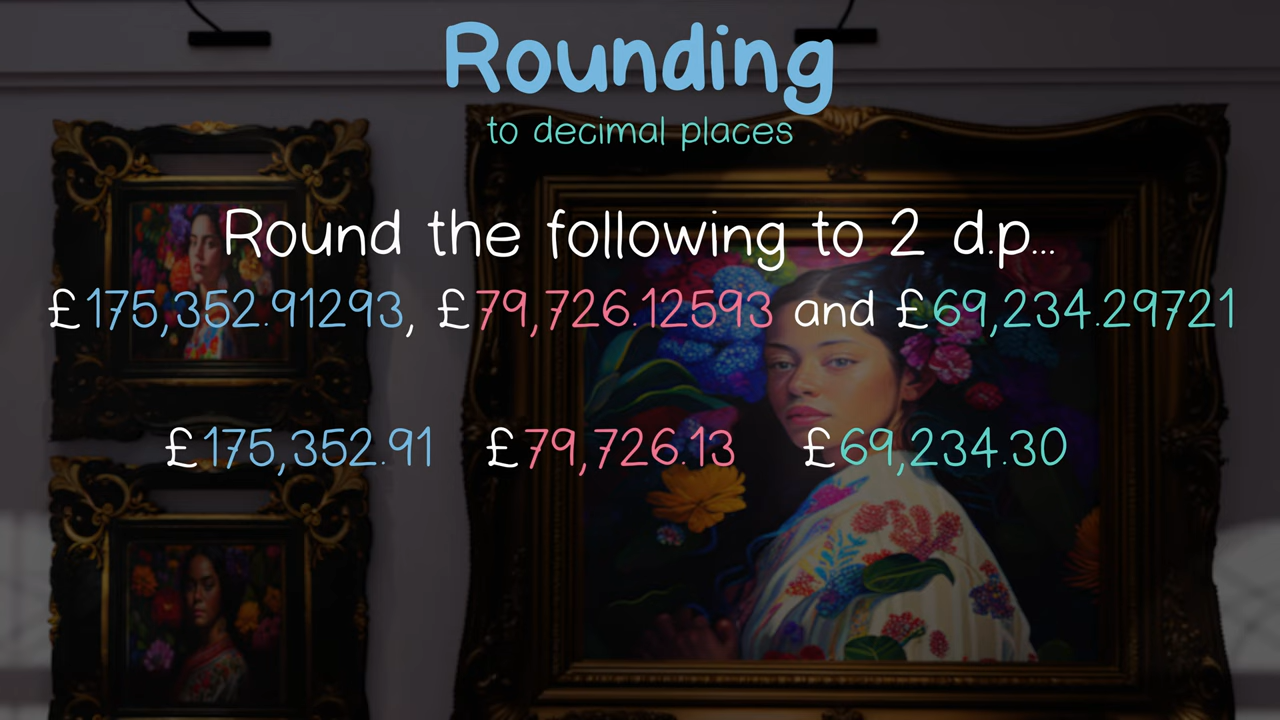 Rounding
to decimal places
Round the following to 2 d.p...
£175,352.91293, £79,726.12593 and £69,234.29721
£175,352.91 £79,726.13 £69,234.30